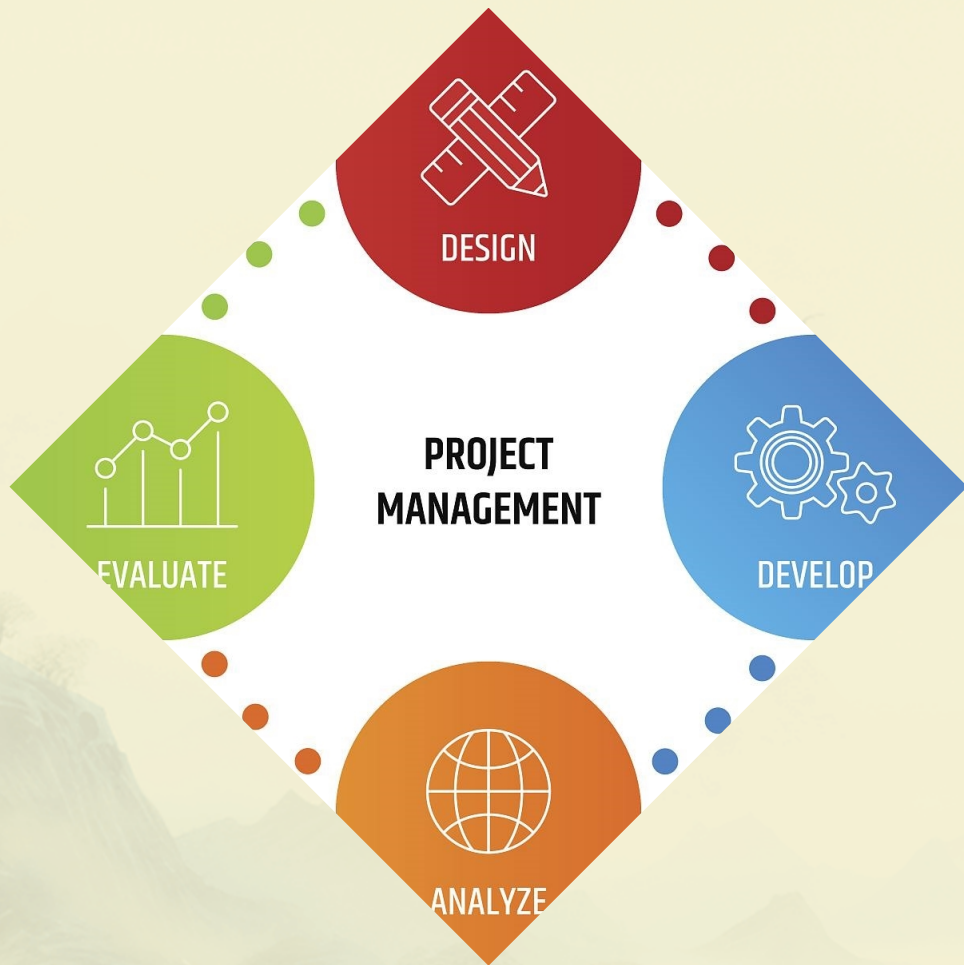 DESIGN
PROJECT
MANAGEMENT
EVALUATE
DEVELOP
ANALYZE